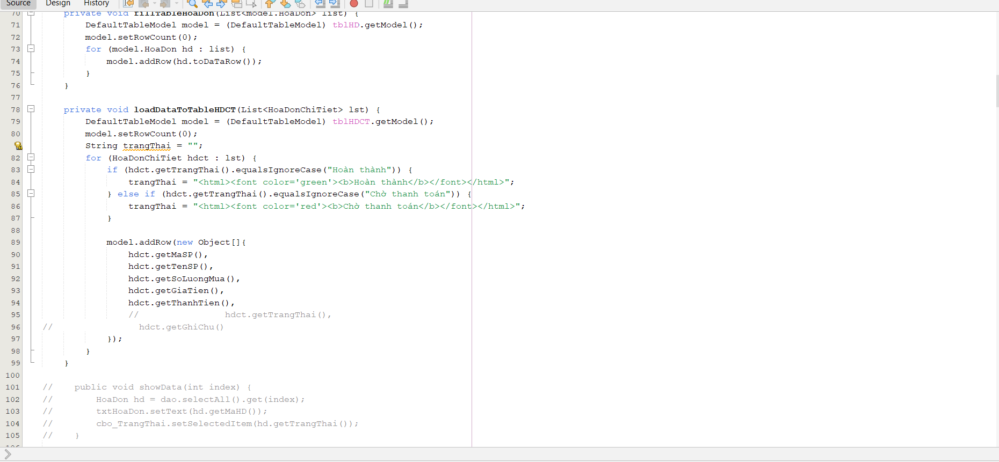 Source Design History
70 private void fillTableHoaDon(List<model.HoaDon> list) {
71 DefaultTableModel model = (DefaultTableModel) tblHD.getModel();
72 model.setRowCount(0);
73 for (model.HoaDon hd : list) {
74 model.addRow(hd.toDaTaRow());
75 }
76 }
77
78 private void loadDataToTableHDCT(List<HoaDonChiTiet> lst) {
79 DefaultTableModel model = (DefaultTableModel) tblHDCT.getModel();
80 model.setRowCount(0);
String trangThai = "";
82 for (HoaDonChiTiet hdct : lst) {
83 if (hdct.getTrangThai().equalsIgnoreCase("Hoàn thành")) {
84 trangThai = "<html><font color='green'><b>Hoàn thành</b></font></html>";
85 } else if (hdct.getTrangThai().equalsIgnoreCase("Chờ thanh toán")) {
86 trangThai = "<html><font color='red'><b>Chờ thanh toán</b></font></html>";
87 }
88
89 model.addRow(new Object[]{
90 hdct.getMaSP(),
91 hdct.getTenSP(),
92 hdct.getSoLuongMua(),
93 hdct.getGiaTien(),
94 hdct.getThanhTien(),
95 // hdct.getTrangThai(),
96 // hdct.getGhiChu()
97 });
98 }
99 }
100
101 // public void showData(int index) {
102 // HoaDon hd = dao.selectAll().get(index);
103 // txtHoaDon.setText(hd.getMaHD());
104 // cbo_TrangThai.setSelectedItem(hd.getTrangThai());
105 // }
106